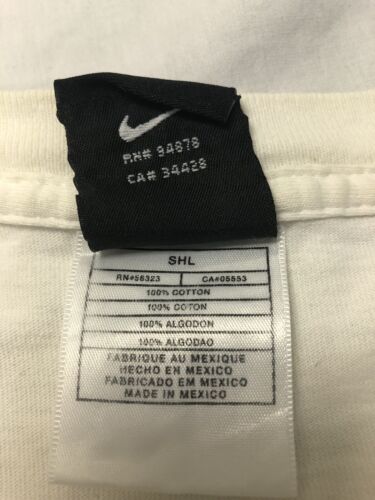 RN# 94878
CA# 34428
SHL
RN#56323 CA#05553
100% COTTON
100% COTON
100% ALGODON
100% ALGODAO
FABRIQUE AU MEXIQUE
HECHO EN MEXICO
FABRICADO EM MEXICO
MADE IN MEXICO